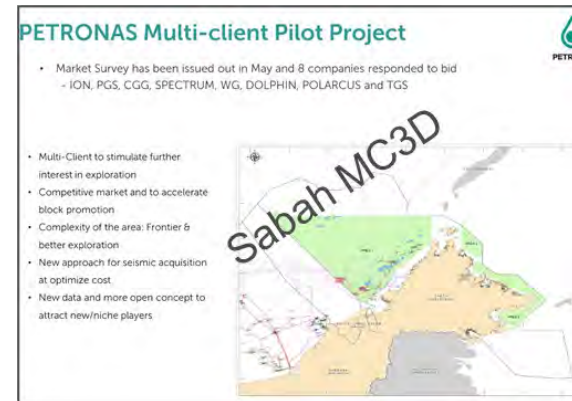 PETRONAS Multi-client Pilot Project
PETR
• Market Survey has been issued out in May and 8 companies responded to bid
- ION, PGS, CGG, SPECTRUM, WG, DOLPHIN, POLARCUS and TGS
• Multi-Client to stimulate further
interest in exploration
• Competitive market and to accelerate
block promotion
• Complexity of the area: Frontier &
better exploration
• New approach for seismic acquisition
at optimize cost
• New data and more open concept to
attract new/niche players
Sabah MC3D